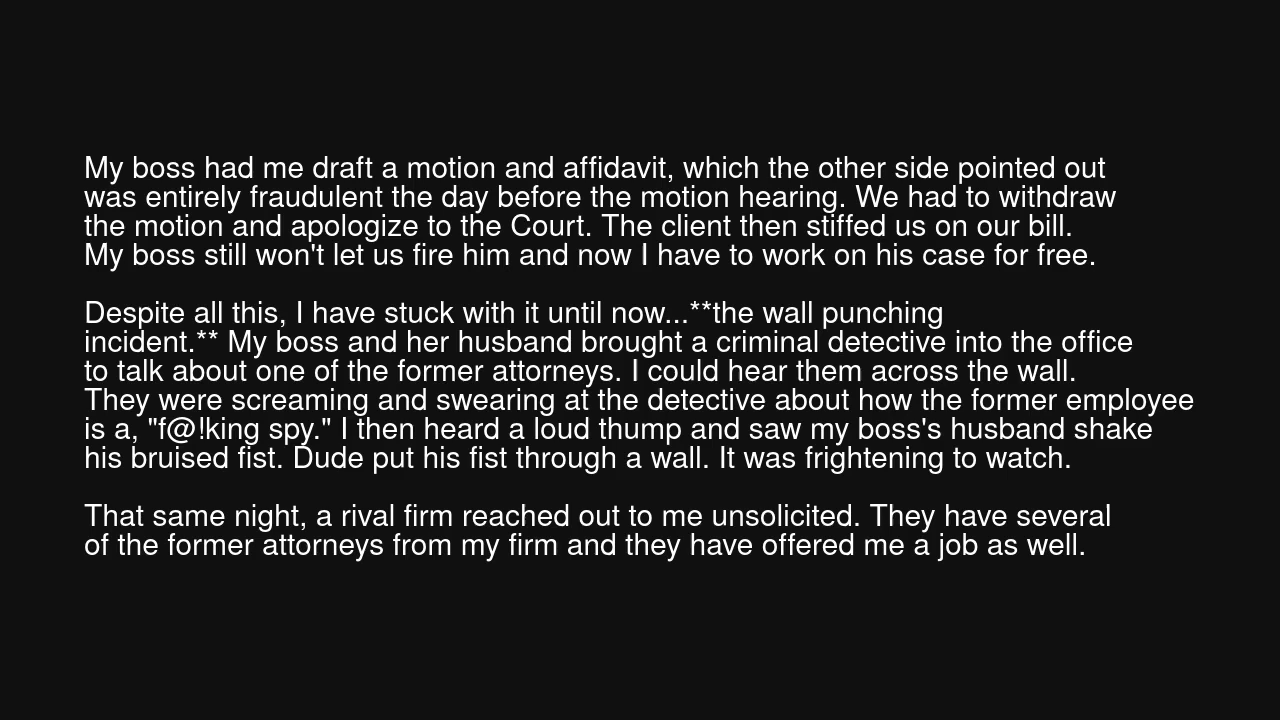 My boss had me draft a motion and affidavit, which the other side pointed out
was entirely fraudulent the day before the motion hearing. We had to withdraw
the motion and apologize to the Court. The client then stiffed us on our bill.
My boss still won't let us fire him and now I have to work on his case for free.
Despite all this, I have stuck with it until now...**the wall punching
incident.** My boss and her husband brought a criminal detective into the office
to talk about one of the former attorneys. I could hear them across the wall.
They were screaming and swearing at the detective about how the former employee
is a, "f@!king spy." I then heard a loud thump and saw my boss's husband shake
his bruised fist. Dude put his fist through a wall. It was frightening to watch.
That same night, a rival firm reached out to me unsolicited. They have several
of the former attorneys from my firm and they have offered me a job as well.